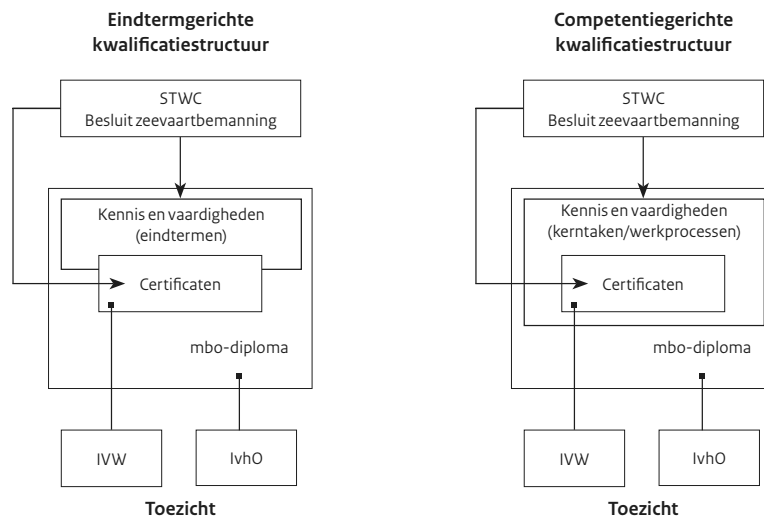 Eindtermgerichte
kwalificatiestructuur
STWC
Besluit zeevaartbemanning
Kennis en vaardigheden
(eindtermen)
Certificaten
mbo-diploma
IVW
IvhO
Toezicht
Competentiegerichte
kwalificatiestructuur
STWC
Besluit zeevaartbemanning
Kennis en vaardigheden
(kerntaken/werkprocessen)
Certificaten
mbo-diploma
IVW
IvhO
Toezicht